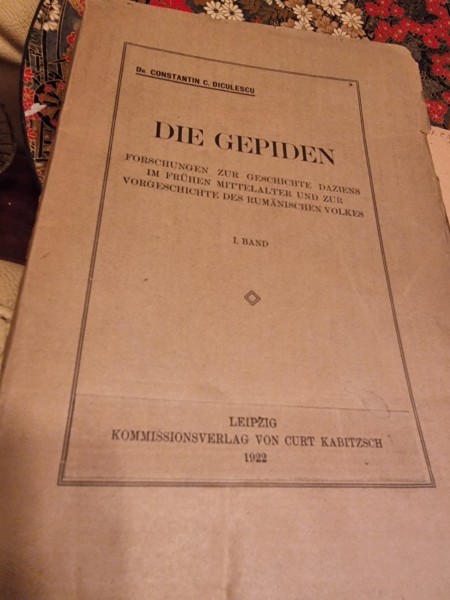 DR. CONSTANTIN C. DICULESCU
DIE GEPIDEN
FORSCHUNGEN ZUR GESCHICHTE DAZIENS
IM FRÜHEN MITTELALTER UND ZUR
VORGESCHICHTE DES RUMÄNISCHEN VOLKES
I. BAND
LEIPZIG
KOMMISSIONSVERLAG VON CURT KABITZSCH
1922